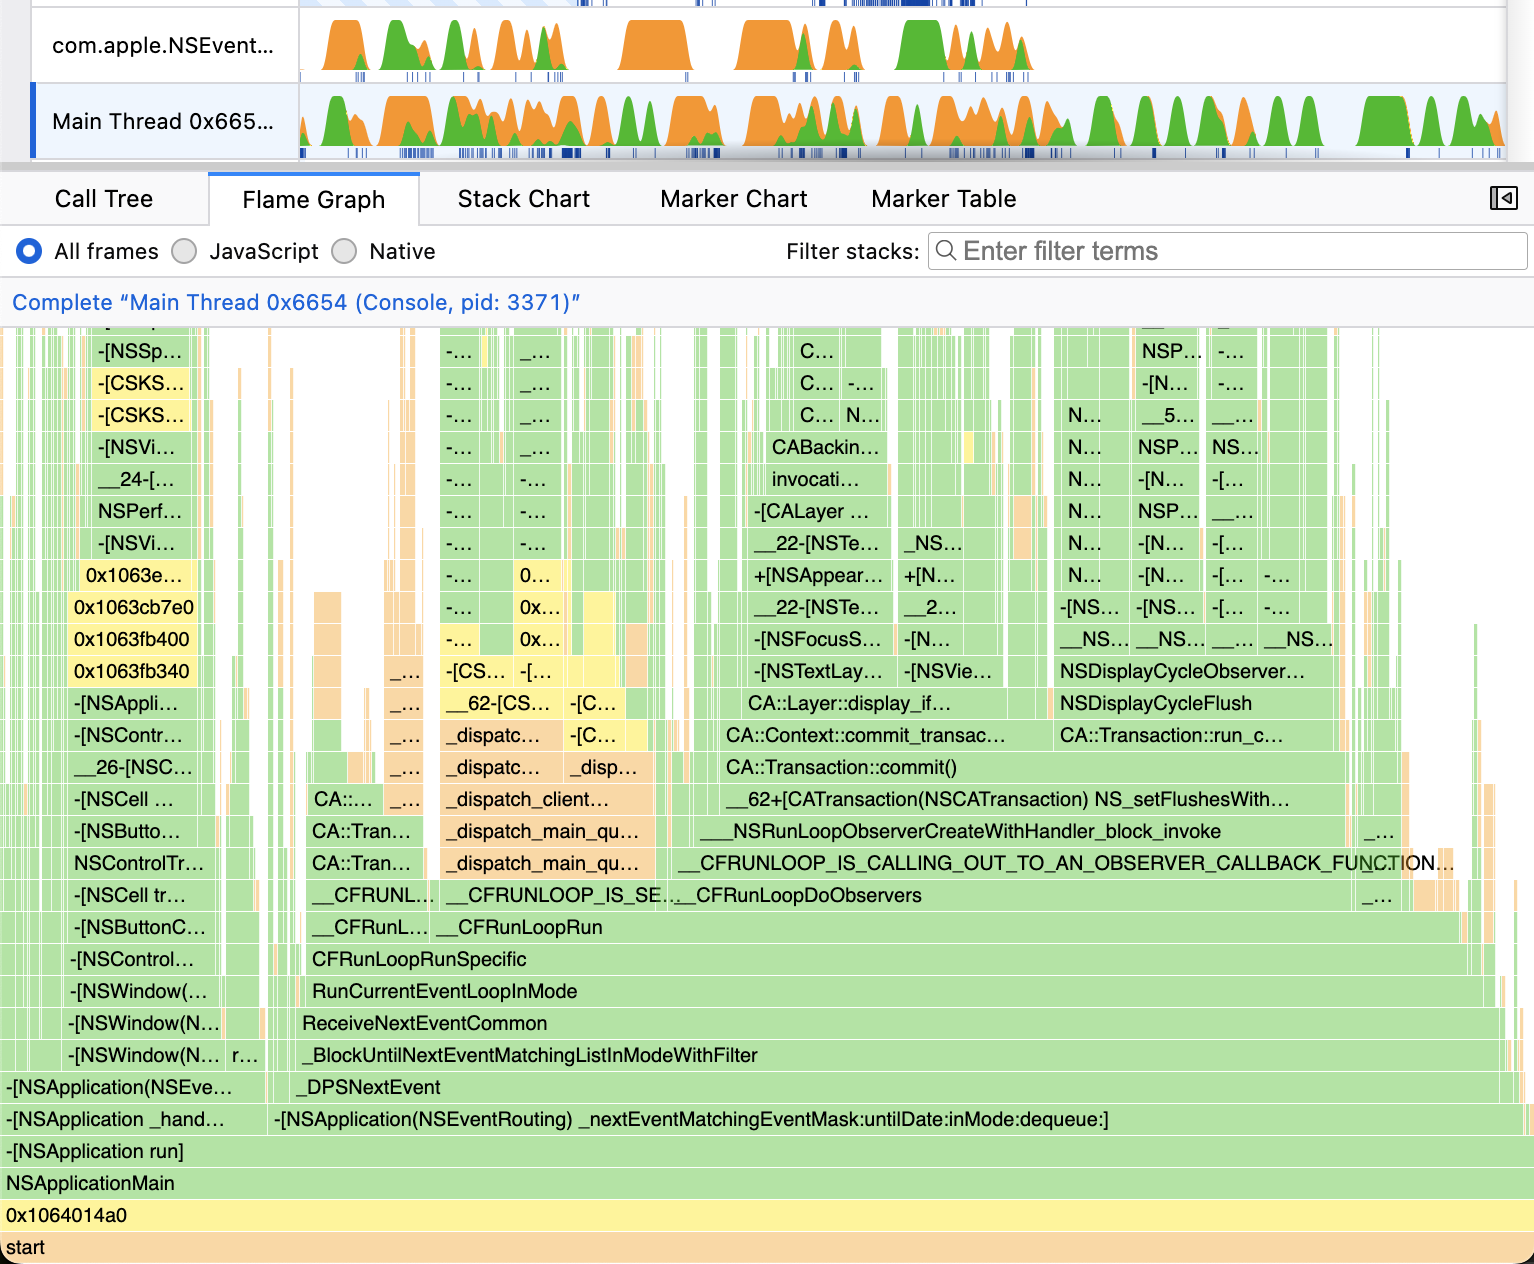 com.apple.NSEvent...
Main Thread 0x665...
Call Tree Flame Graph Stack Chart Marker Chart Marker Table
All frames JavaScript Native Filter stacks: Enter filter terms
Complete “Main Thread 0x6654 (Console, pid: 3371)”
-[NSSp... -... _... C... NSP... -...
-[CSKS... -... _... C... -... -[N... -...
-[CSKS... -... _... C... N... N... __5... __...
-[NSVi... -... _... CABackin... N... NSP... NS...
__24-[... -... -... invocati... N... -[N... -[...
NSPerf... -... -... -[CALayer ... N... NSP... __...
-[NSVi... -... -... __22-[NSTe... _NS... N... -[N... -[...
0x1063e... -... 0... +[NSAppear... +[N... N... -[N... -[... -...
0x1063cb7e0 -... 0x... __22-[NSTe... __2... -[NS... -[NS... -[... -...
0x1063fb400 -... 0x... -[NSFocusS... -[N... __NS... __NS... __... __NS...
0x1063fb340 _... -[CS... -[... -[NSTextLay... -[NSVie... NSDisplayCycleObserver...
-[NSAppli... _... __62-[CS... -[C... CA::Layer::display_if... NSDisplayCycleFlush
-[NSContr... _... _dispatc... -[C... CA::Context::commit_transac... CA::Transaction::run_c...
__26-[NSC... _... _dispatc... _disp... CA::Transaction::commit()
-[NSCell ... CA::... _... _dispatch_client... __62+[CATransaction(NSCATransaction) NS_setFlushesWith...
-[NSButto... CA::Tran... _dispatch_main_qu... ___NSRunLoopObserverCreateWithHandler_block_invoke _...
NSControlTr... CA::Tran... _dispatch_main_qu... __CFRUNLOOP_IS_CALLING_OUT_TO_AN_OBSERVER_CALLBACK_FUNCTION...
-[NSCell tr... __CFRUNL... __CFRUNLOOP_IS_SE... __CFRunLoopDoObservers _...
-[NSButtonC... __CFRunL... __CFRunLoopRun
-[NSControl... CFRunLoopRunSpecific
-[NSWindow(... RunCurrentEventLoopInMode
-[NSWindow(N... ReceiveNextEventCommon
-[NSWindow(N... r... _BlockUntilNextEventMatchingListInModeWithFilter
-[NSApplication(NSEve... _DPSNextEvent
-[NSApplication _hand... -[NSApplication(NSEventRouting) _nextEventMatchingEventMask:untilDate:inMode:dequeue:]
-[NSApplication run]
NSApplicationMain
0x1064014a0
start